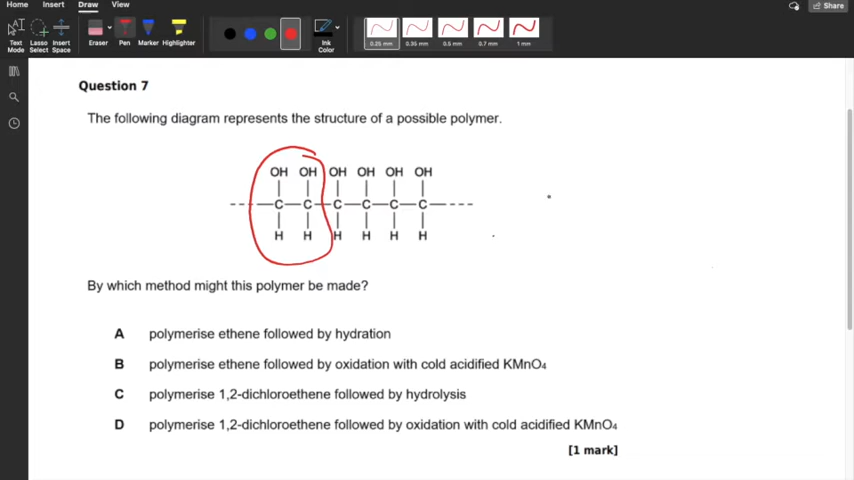 Home Insert Draw View
Share
Text Mode
Lasso Select
Insert Space
Eraser
Pen
Marker
Highlighter
Ink Color
0.25 mm
0.35 mm
0.5 mm
0.7 mm
1 mm
Question 7
The following diagram represents the structure of a possible polymer.
OH OH OH OH OH OH
C C C C C C
H H H H H H
By which method might this polymer be made?
A polymerise ethene followed by hydration
B polymerise ethene followed by oxidation with cold acidified KMnO₄
C polymerise 1,2-dichloroethene followed by hydrolysis
D polymerise 1,2-dichloroethene followed by oxidation with cold acidified KMnO₄
[1 mark]